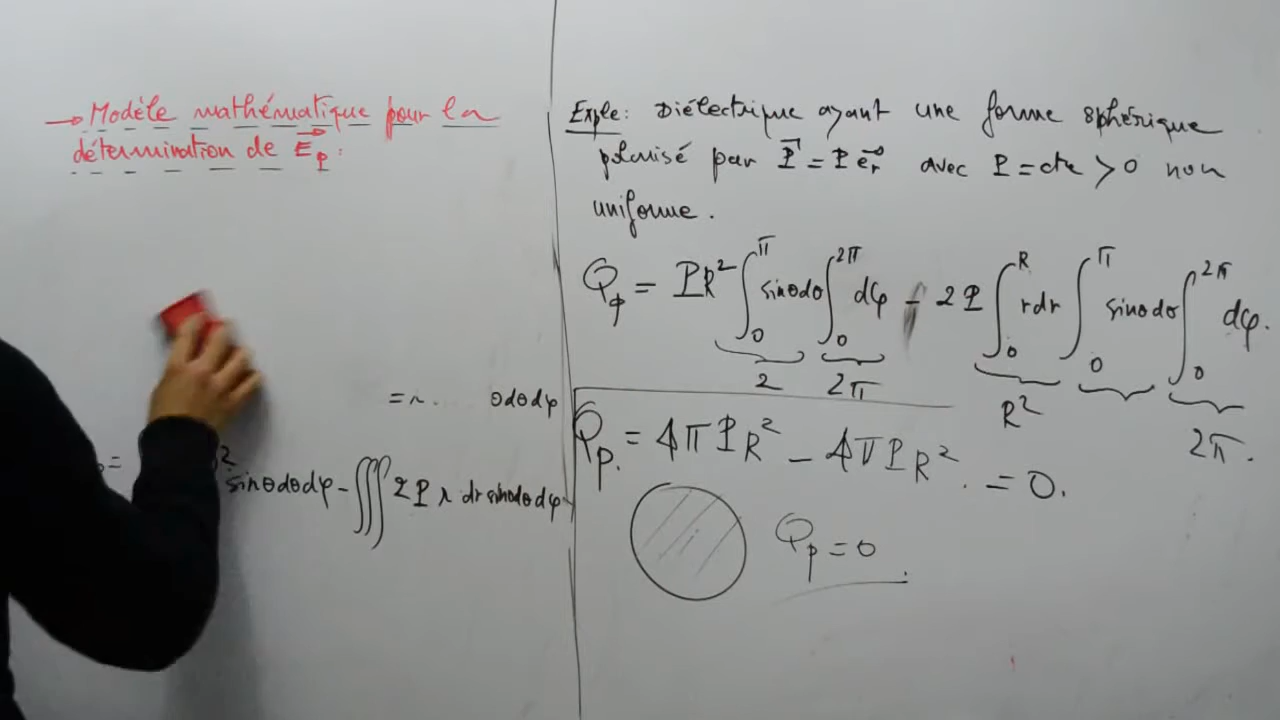 → Modèle mathématique pour la
détermination de E⃗p :
= r. θdθdφ
= ² sinθdθdφ - ∭ 2P r dr sinθdθdφ
Exple : Diélectrique ayant une forme sphérique
polarisé par P⃗ = P e⃗r avec P = cte > 0 non
uniforme.
Qp = PR² ∫₀^π sinθdθ ∫₀^2π dφ - 2P ∫₀^R rdr ∫₀^π sinθdθ ∫₀^2π dφ.
2 2π R² 2π.
Qp. = 4πPR² - 4πPR². = 0.
Qp = 0